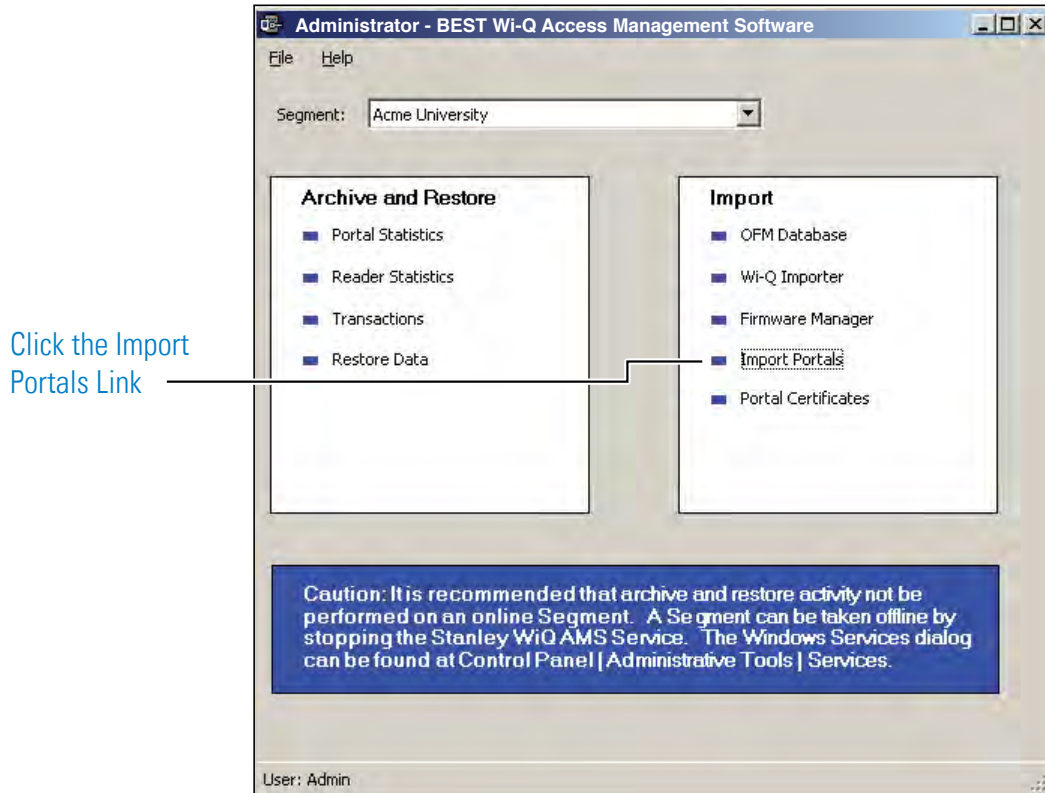 Administrator - BEST Wi-Q Access Management Software
File Help
Segment: Acme University
Archive and Restore
Portal Statistics
Reader Statistics
Transactions
Restore Data
Import
OFM Database
Wi-Q Importer
Firmware Manager
Import Portals
Portal Certificates
Click the Import
Portals Link
Caution: It is recommended that archive and restore activity not be
performed on an online Segment. A Segment can be taken offline by
stopping the Stanley WiQ AMS Service. The Windows Services dialog
can be found at Control Panel | Administrative Tools | Services.
User: Admin